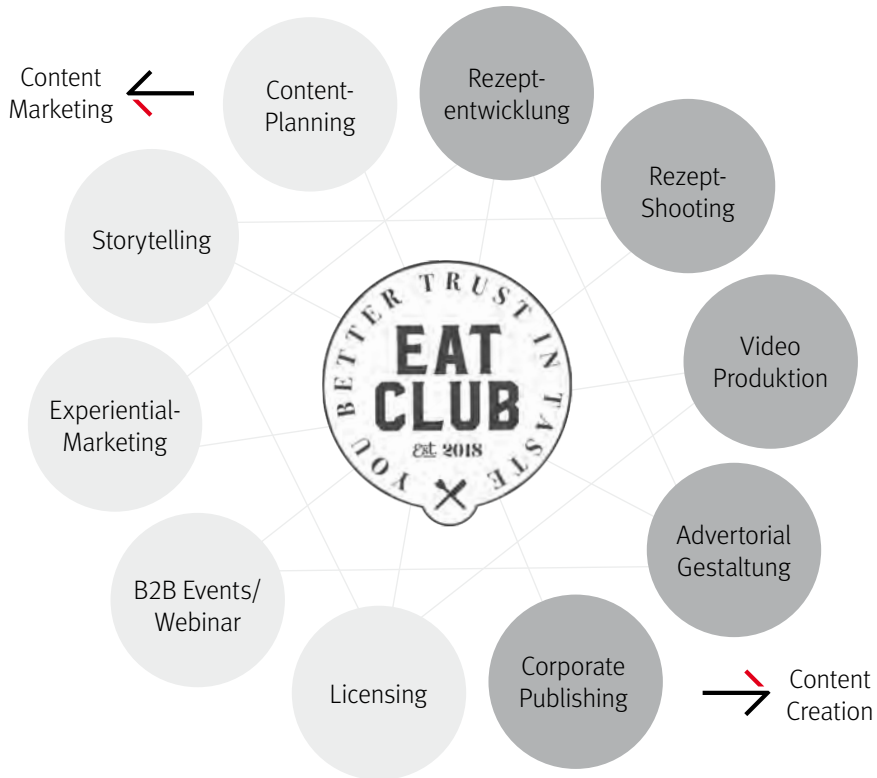 Content
Marketing
Content-
Planning
Rezept-
entwicklung
Rezept-
Shooting
Storytelling
YOU BETTER TRUST IN TASTE
EAT
CLUB
Est. 2018
Video
Produktion
Experiential-
Marketing
Advertorial
Gestaltung
B2B Events/
Webinar
Licensing
Corporate
Publishing
Content
Creation